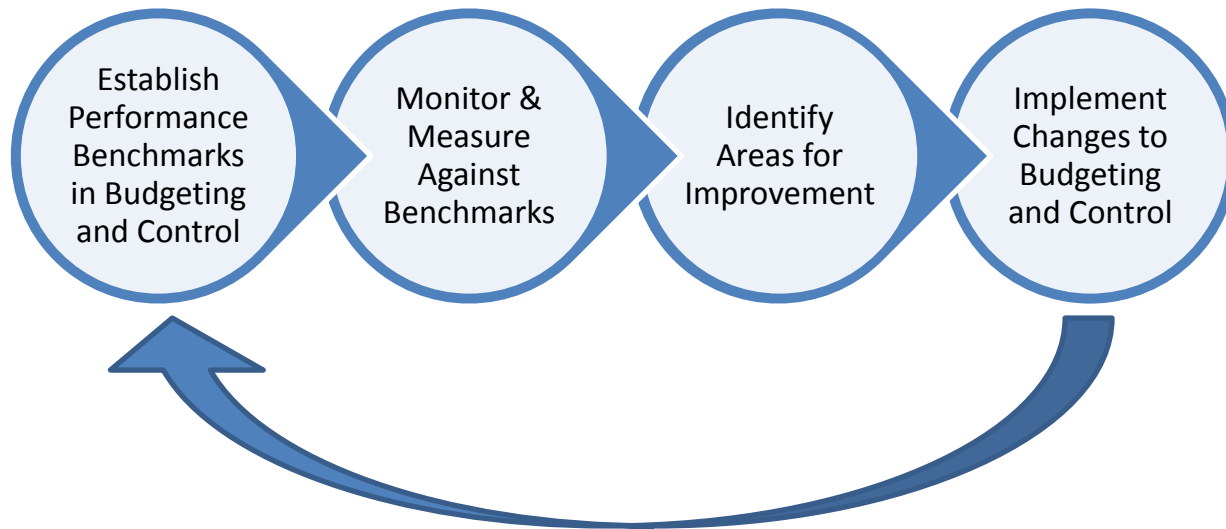 Establish
Performance
Benchmarks
in Budgeting
and Control
Monitor &
Measure
Against
Benchmarks
Identify
Areas for
Improvement
Implement
Changes to
Budgeting
and Control